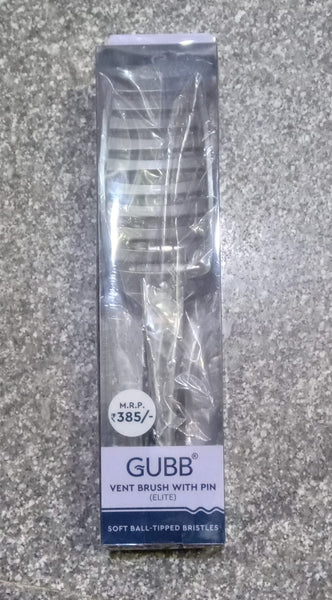 M.R.P.
₹385/-
GUBB®
VENT BRUSH WITH PIN
(ELITE)
SOFT BALL-TIPPED BRISTLES